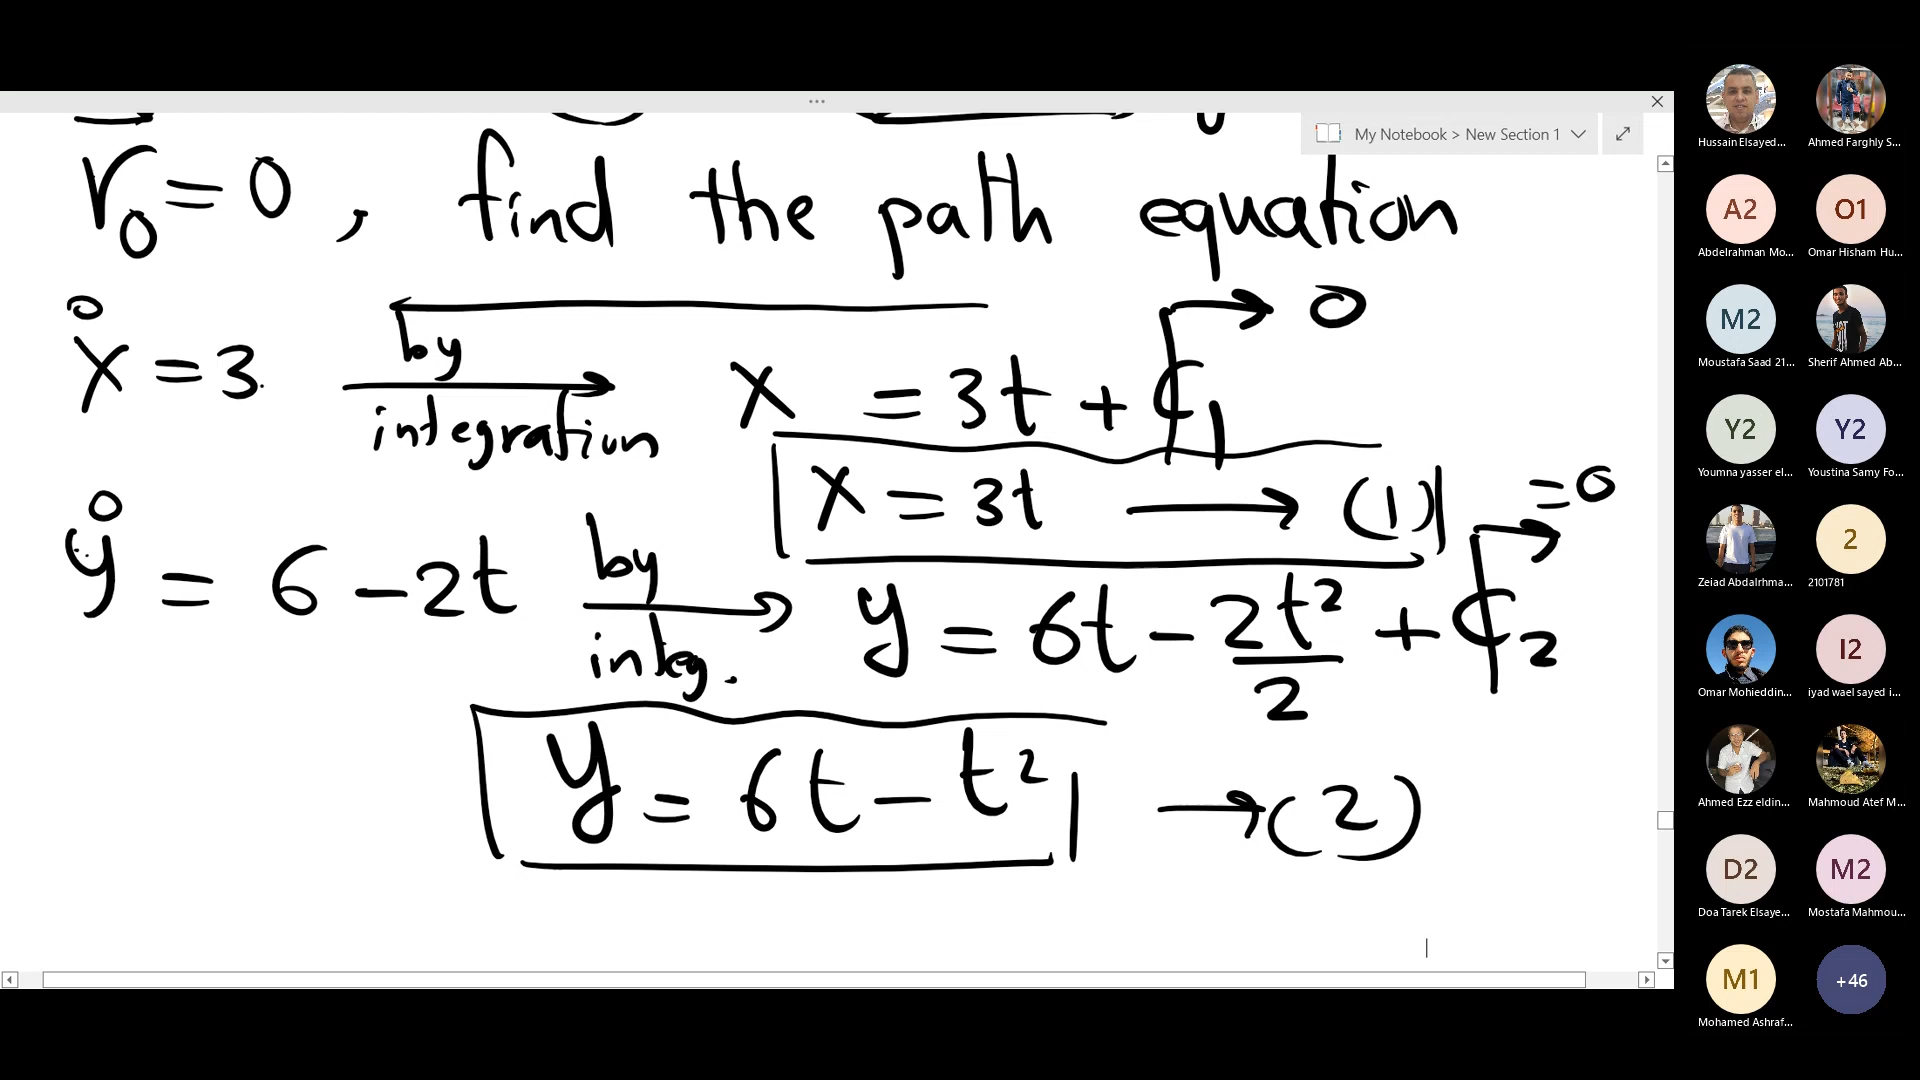 My Notebook > New Section 1
r₀ = 0 , find the path equation
ẋ = 3 by integration x = 3t + C₁ → 0
x = 3t → (1)
ẏ = 6 - 2t by integ. y = 6t - 2t²/2 + C₂ → = 0
y = 6t - t² → (2)
Hussain Elsayed...
Ahmed Farghly S...
A2
O1
Abdelrahman Mo...
Omar Hisham Hu...
M2
Moustafa Saad 21...
Sherif Ahmed Ab...
Y2
Y2
Youmna yasser el...
Youstina Samy Fo...
2
Zeiad Abdalrhma...
2101781
I2
Omar Mohieddin...
iyad wael sayed i...
Ahmed Ezz eldin...
Mahmoud Atef M...
D2
M2
Doa Tarek Elsaye...
Mostafa Mahmou...
M1
+46
Mohamed Ashraf...